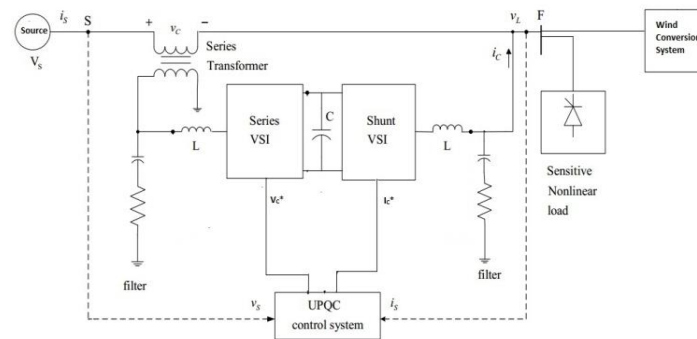 Source
V_S
i_S
S
+
v_C
−
Series
Transformer
v_L
F
Wind
Conversion
System
i_C
L
Series
VSI
C
Shunt
VSI
L
Sensitive
Nonlinear
load
V_C*
I_C*
filter
filter
v_S
UPQC
control system
i_S